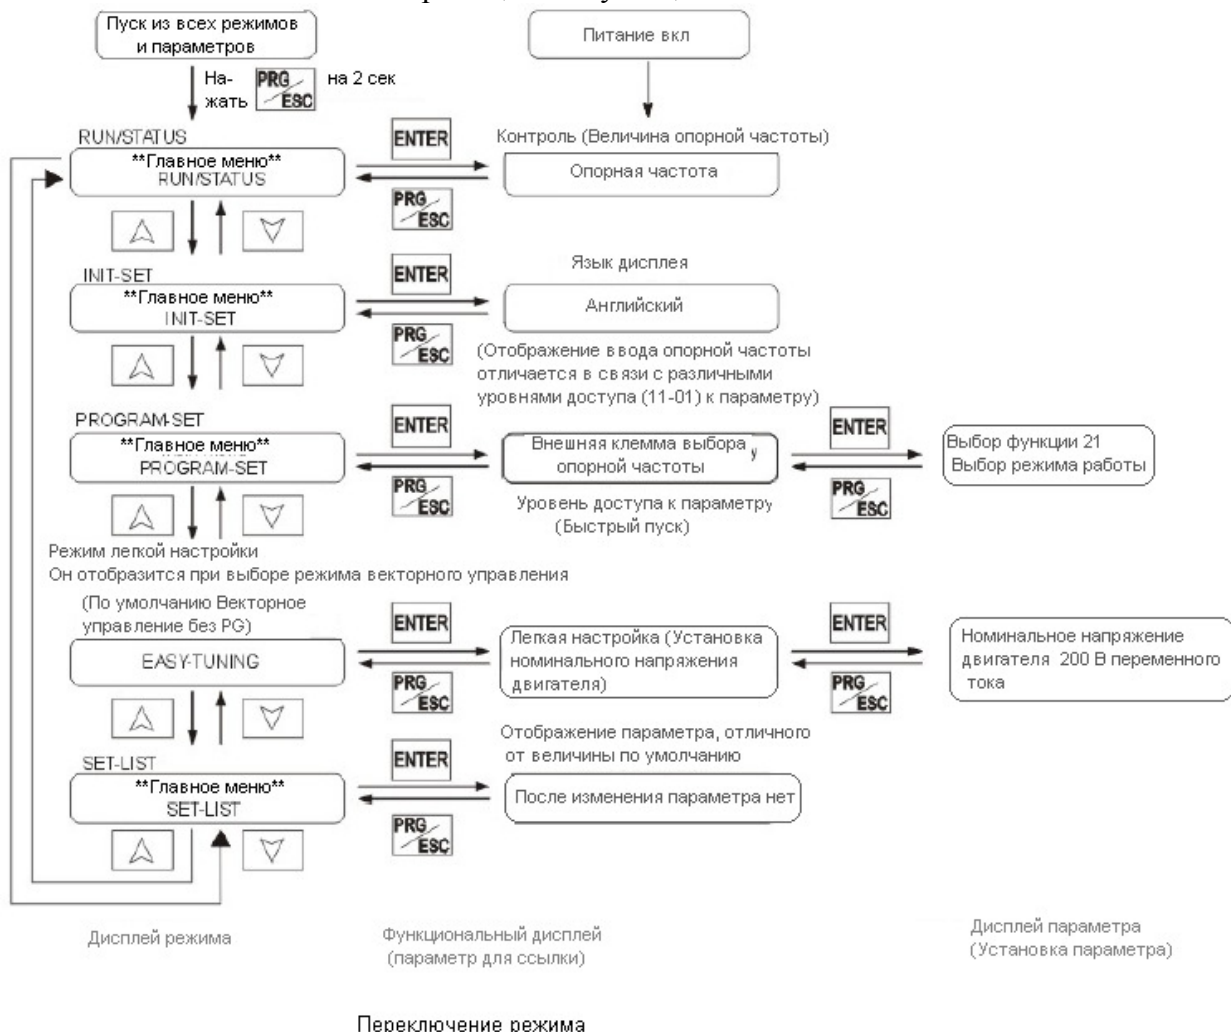 Пуск из всех режимов
и параметров
Питание вкл
На-
жать
PRG
ESC
на 2 сек
RUN/STATUS
**Главное меню**
RUN/STATUS
ENTER
PRG
ESC
Контроль (Величина опорной частоты)
Опорная частота
INIT-SET
**Главное меню**
INIT-SET
ENTER
PRG
ESC
Язык дисплея
Английский
(Отображение ввода опорной частоты
отличается в связи с различными
уровнями доступа (11-01) к параметру)
PROGRAM-SET
**Главное меню**
PROGRAM-SET
ENTER
PRG
ESC
Внешняя клемма выбора у
опорной частоты
Уровень доступа к параметру
(Быстрый пуск)
ENTER
PRG
ESC
Выбор функции 21
Выбор режима работы
Режим легкой настройки
Он отобразится при выборе режима векторного управления
(По умолчанию Векторное
управление без PG)
EASY-TUNING
ENTER
PRG
ESC
Легкая настройка (Установка
номинального напряжения
двигателя)
ENTER
PRG
ESC
Номинальное напряжение
двигателя 200 В переменного
тока
SET-LIST
**Главное меню**
SET-LIST
ENTER
PRG
ESC
Отображение параметра, отличного
от величины по умолчанию
После изменения параметра нет
Дисплей режима
Функциональный дисплей
(параметр для ссылки)
Дисплей параметра
(Установка параметра)
Переключение режима